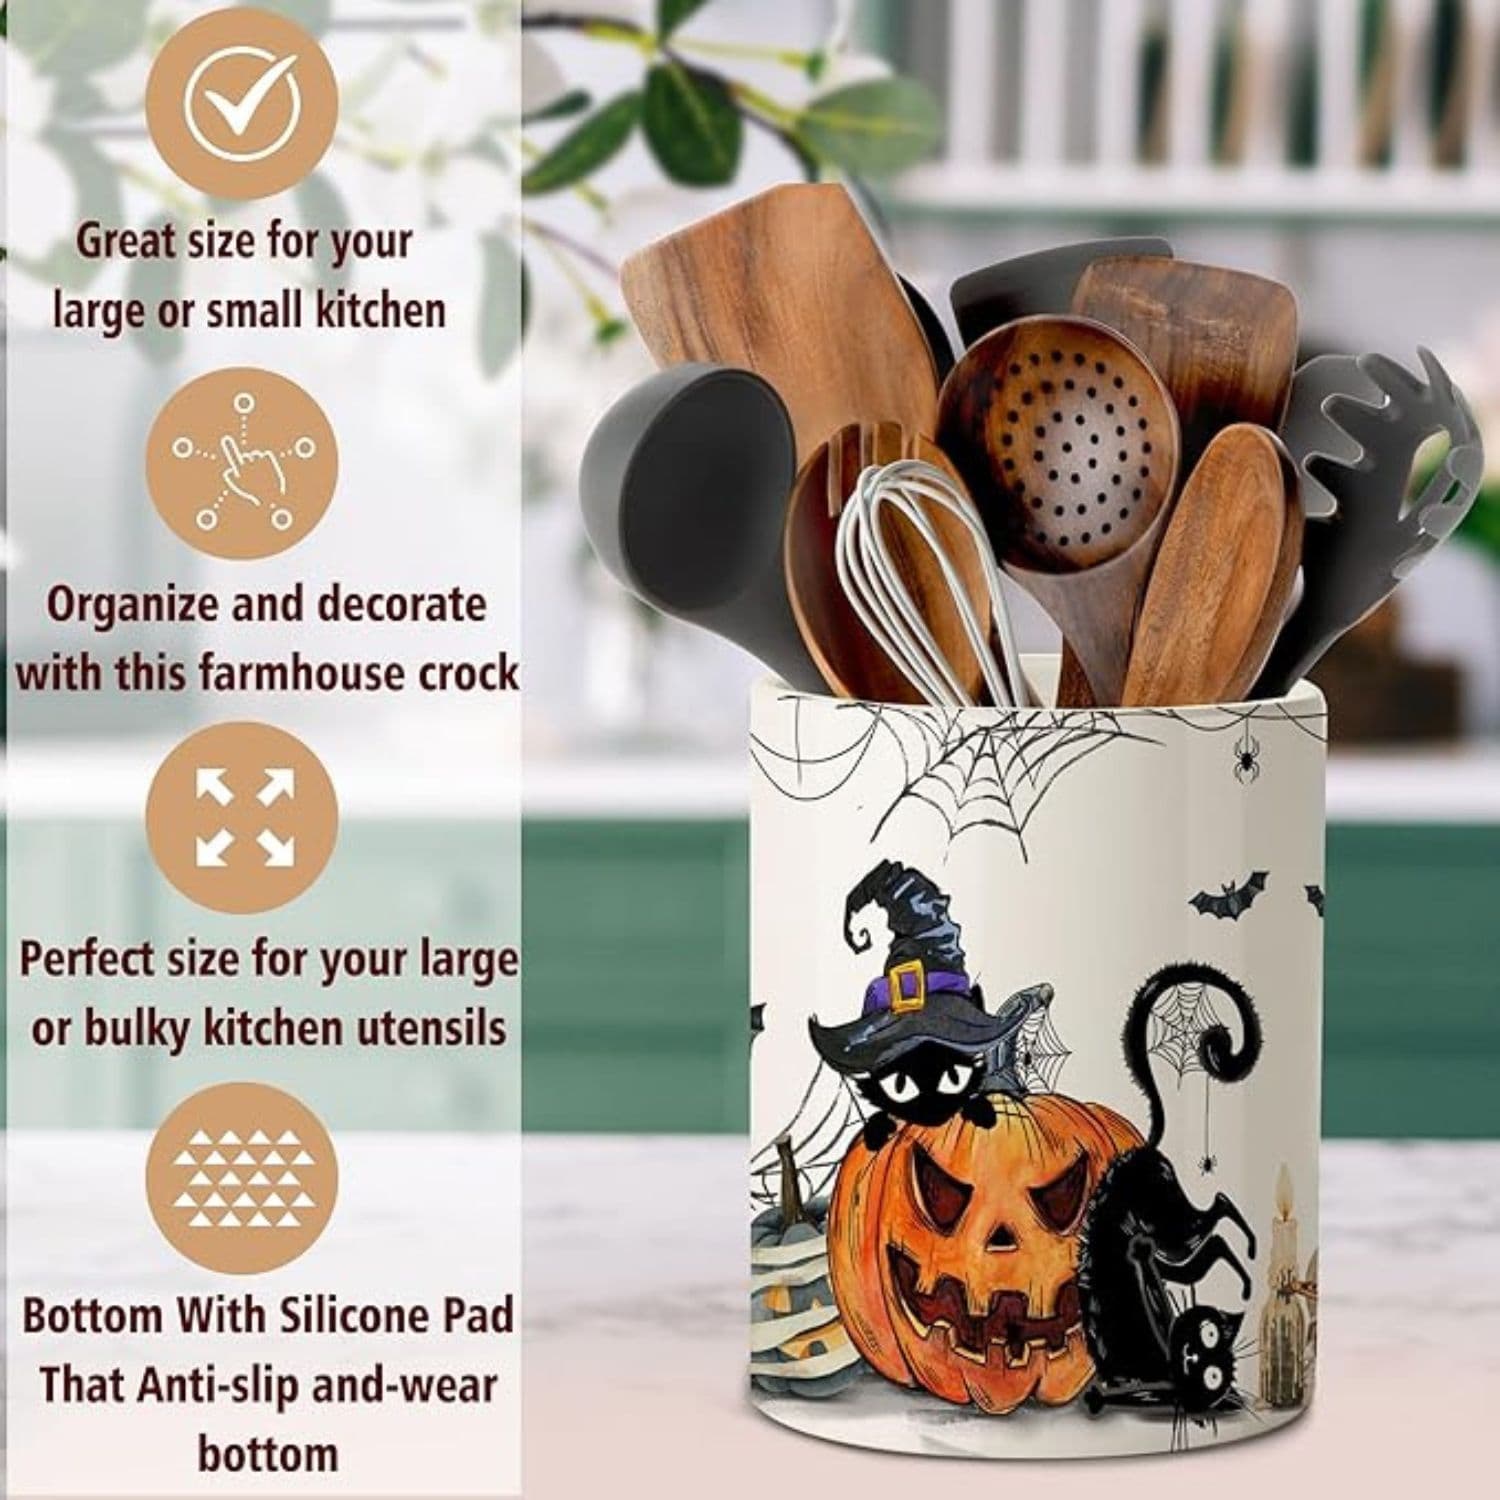 Great size for your
large or small kitchen
Organize and decorate
with this farmhouse crock
Perfect size for your large
or bulky kitchen utensils
Bottom With Silicone Pad
That Anti-slip and-wear
bottom